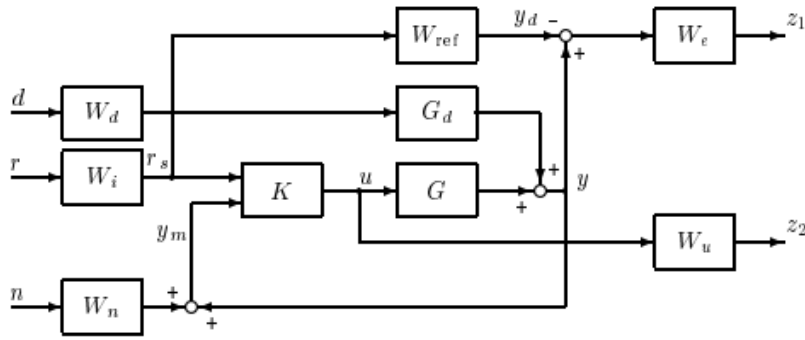 y_d - z_1
W_ref W_e
+
d W_d G_d
r W_i r_s +
K u G y
+
y_m z_2
W_u
n W_n +
+